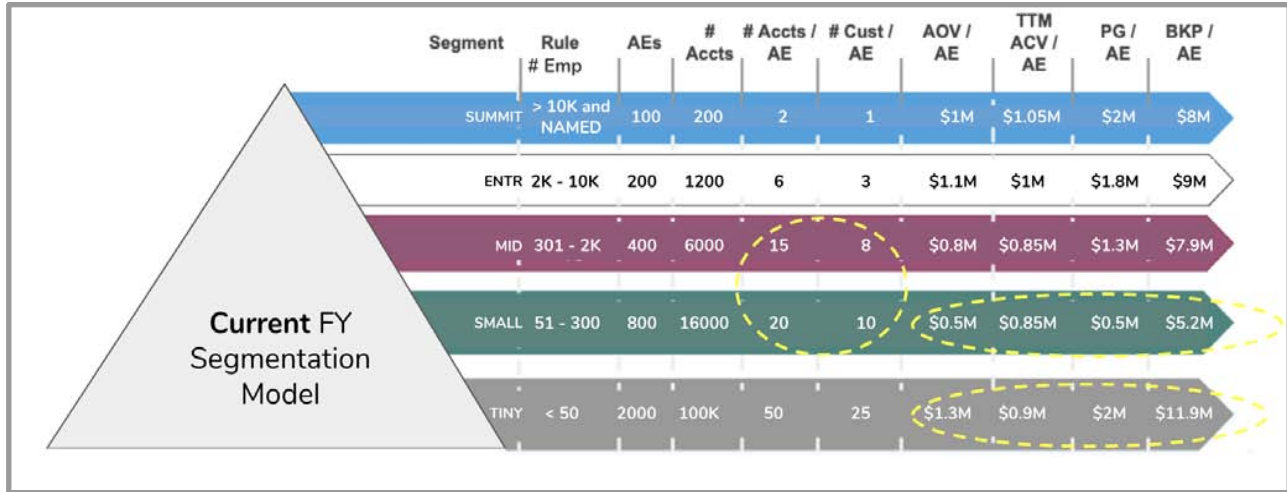 Segment Rule # Emp AEs # Accts # Accts / AE # Cust / AE AOV / AE TTM ACV / AE PG / AE BKP / AE
SUMMIT > 10K and NAMED 100 200 2 1 $1M $1.05M $2M $8M
ENTR 2K - 10K 200 1200 6 3 $1.1M $1M $1.8M $9M
MID 301 - 2K 400 6000 15 8 $0.8M $0.85M $1.3M $7.9M
SMALL 51 - 300 800 16000 20 10 $0.5M $0.85M $0.5M $5.2M
TINY < 50 2000 100K 50 25 $1.3M $0.9M $2M $11.9M
Current FY
Segmentation
Model